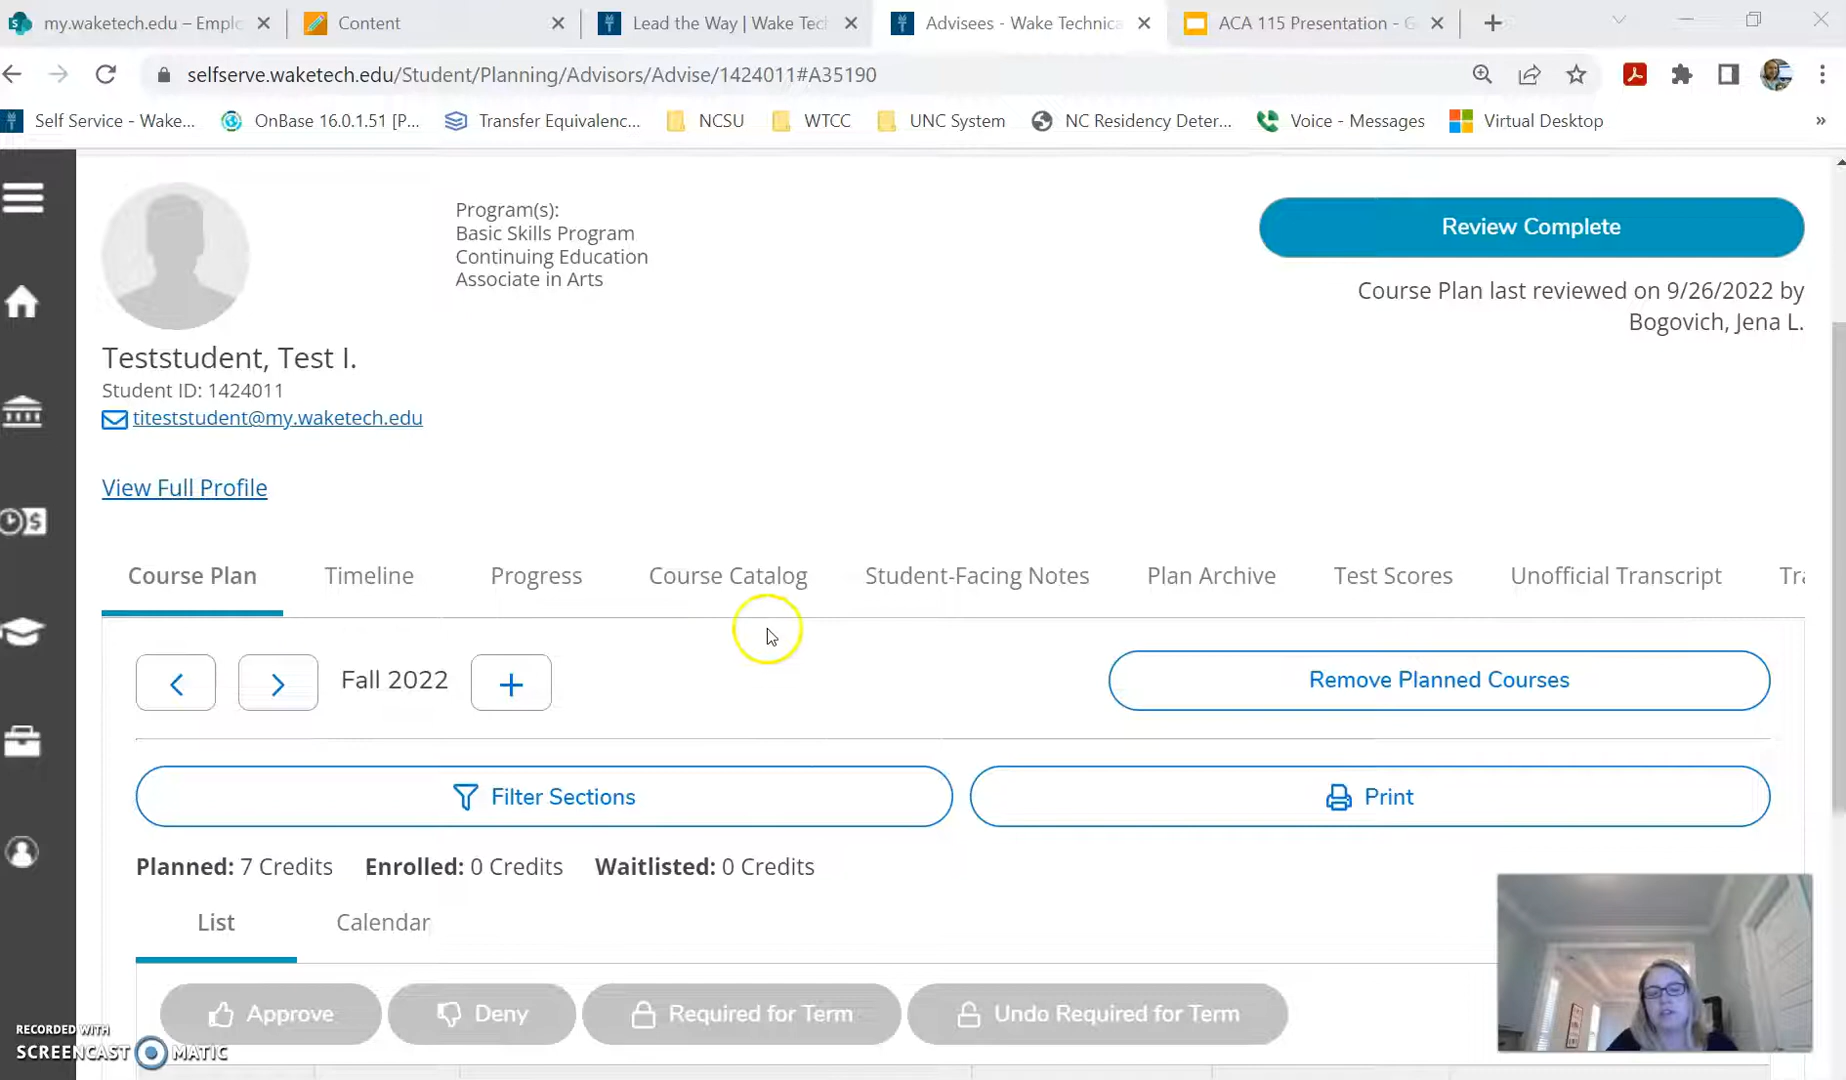 my.waketech.edu – Emplo
Content
Lead the Way | Wake Tech
Advisees - Wake Technica
ACA 115 Presentation - G
selfserve.waketech.edu/Student/Planning/Advisors/Advise/1424011#A35190
Self Service - Wake...
OnBase 16.0.1.51 [P...
Transfer Equivalenc...
NCSU
WTCC
UNC System
NC Residency Deter...
Voice - Messages
Virtual Desktop
»
Program(s):
Basic Skills Program
Continuing Education
Associate in Arts
Review Complete
Course Plan last reviewed on 9/26/2022 by
Bogovich, Jena L.
Teststudent, Test I.
Student ID: 1424011
titeststudent@my.waketech.edu
View Full Profile
Course Plan
Timeline
Progress
Course Catalog
Student-Facing Notes
Plan Archive
Test Scores
Unofficial Transcript
Tra
Fall 2022
Remove Planned Courses
Filter Sections
Print
Planned: 7 Credits Enrolled: 0 Credits Waitlisted: 0 Credits
List
Calendar
Approve
Deny
Required for Term
Undo Required for Term
RECORDED WITH
SCREENCAST MATIC